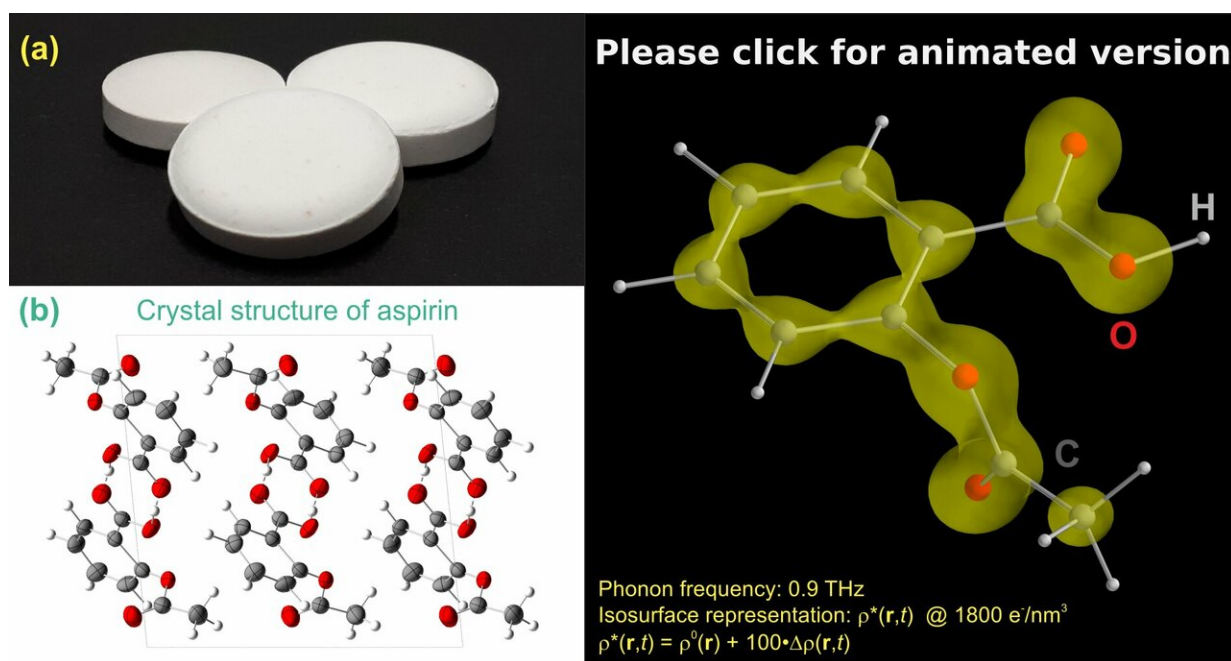 (a)
Please click for animated version
H
O
C
(b)
Crystal structure of aspirin
Phonon frequency: 0.9 THz
Isosurface representation: ρ*(r,t) @ 1800 e⁻/nm³
ρ*(r,t) = ρ⁰(r) + 100•Δρ(r,t)